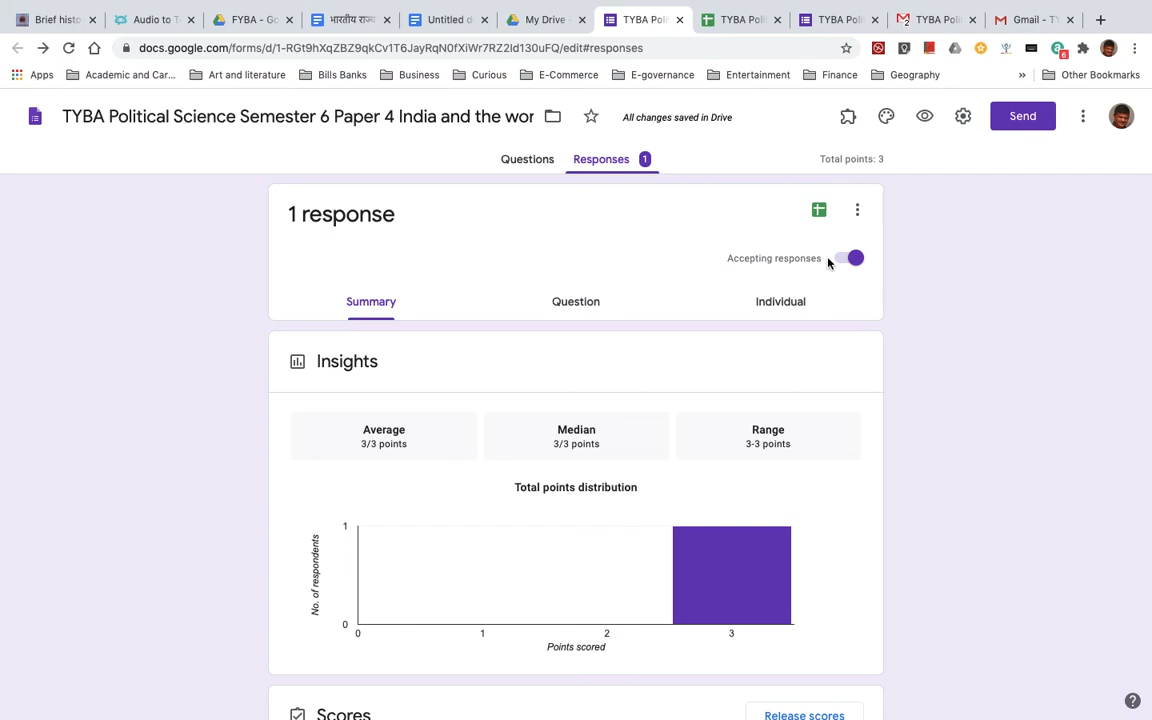 Brief histo
Audio to T
FYBA - Go
भारतीय राज्य
Untitled d
My Drive -
TYBA Poli
TYBA Poli
TYBA Poli
TYBA Poli
Gmail - TY
docs.google.com/forms/d/1-RGt9hXqZBZ9qkCv1T6JayRqN0fXiWr7RZ2Id130uFQ/edit#responses
6
Apps
Academic and Car...
Art and literature
Bills Banks
Business
Curious
E-Commerce
E-governance
Entertainment
Finance
Geography
»
Other Bookmarks
TYBA Political Science Semester 6 Paper 4 India and the wor
All changes saved in Drive
Send
Questions
Responses 1
Total points: 3
1 response
Accepting responses
Summary
Question
Individual
Insights
Average
3/3 points
Median
3/3 points
Range
3-3 points
Total points distribution
No. of respondents
1
0
0 1 2 3
Points scored
Scores
Release scores